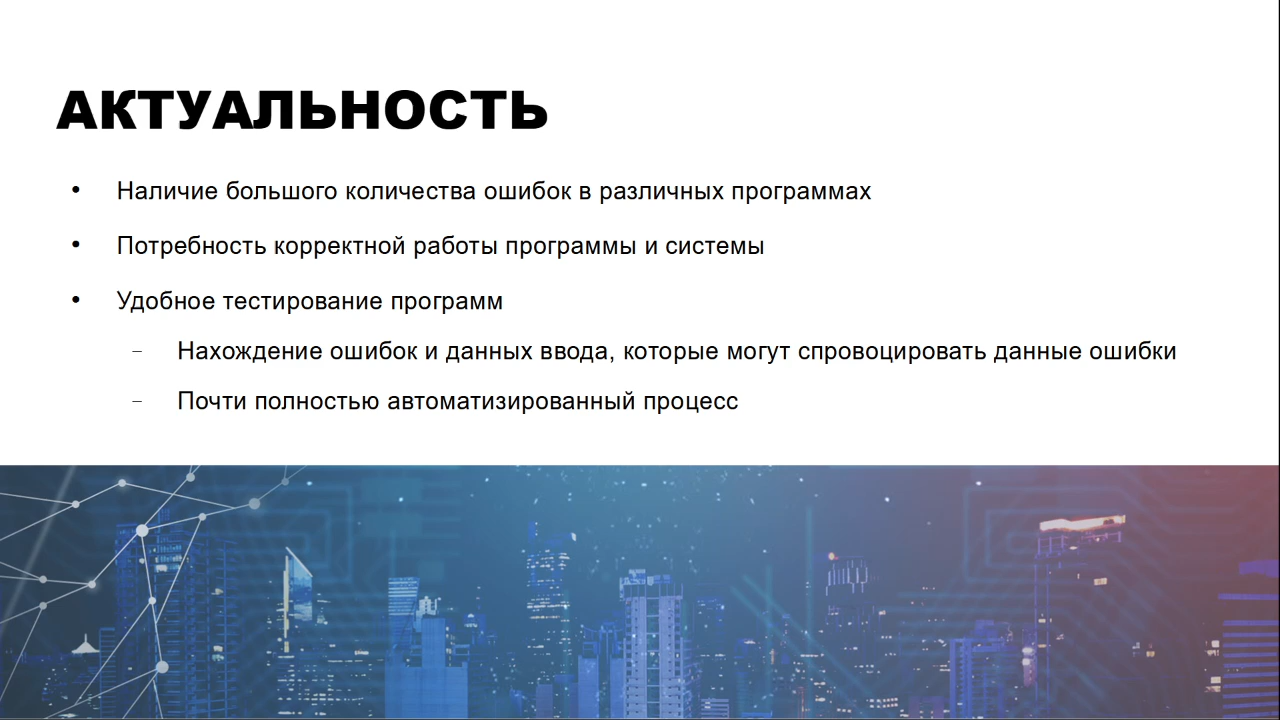 АКТУАЛЬНОСТЬ
• Наличие большого количества ошибок в различных программах
• Потребность корректной работы программы и системы
• Удобное тестирование программ
– Нахождение ошибок и данных ввода, которые могут спровоцировать данные ошибки
– Почти полностью автоматизированный процесс